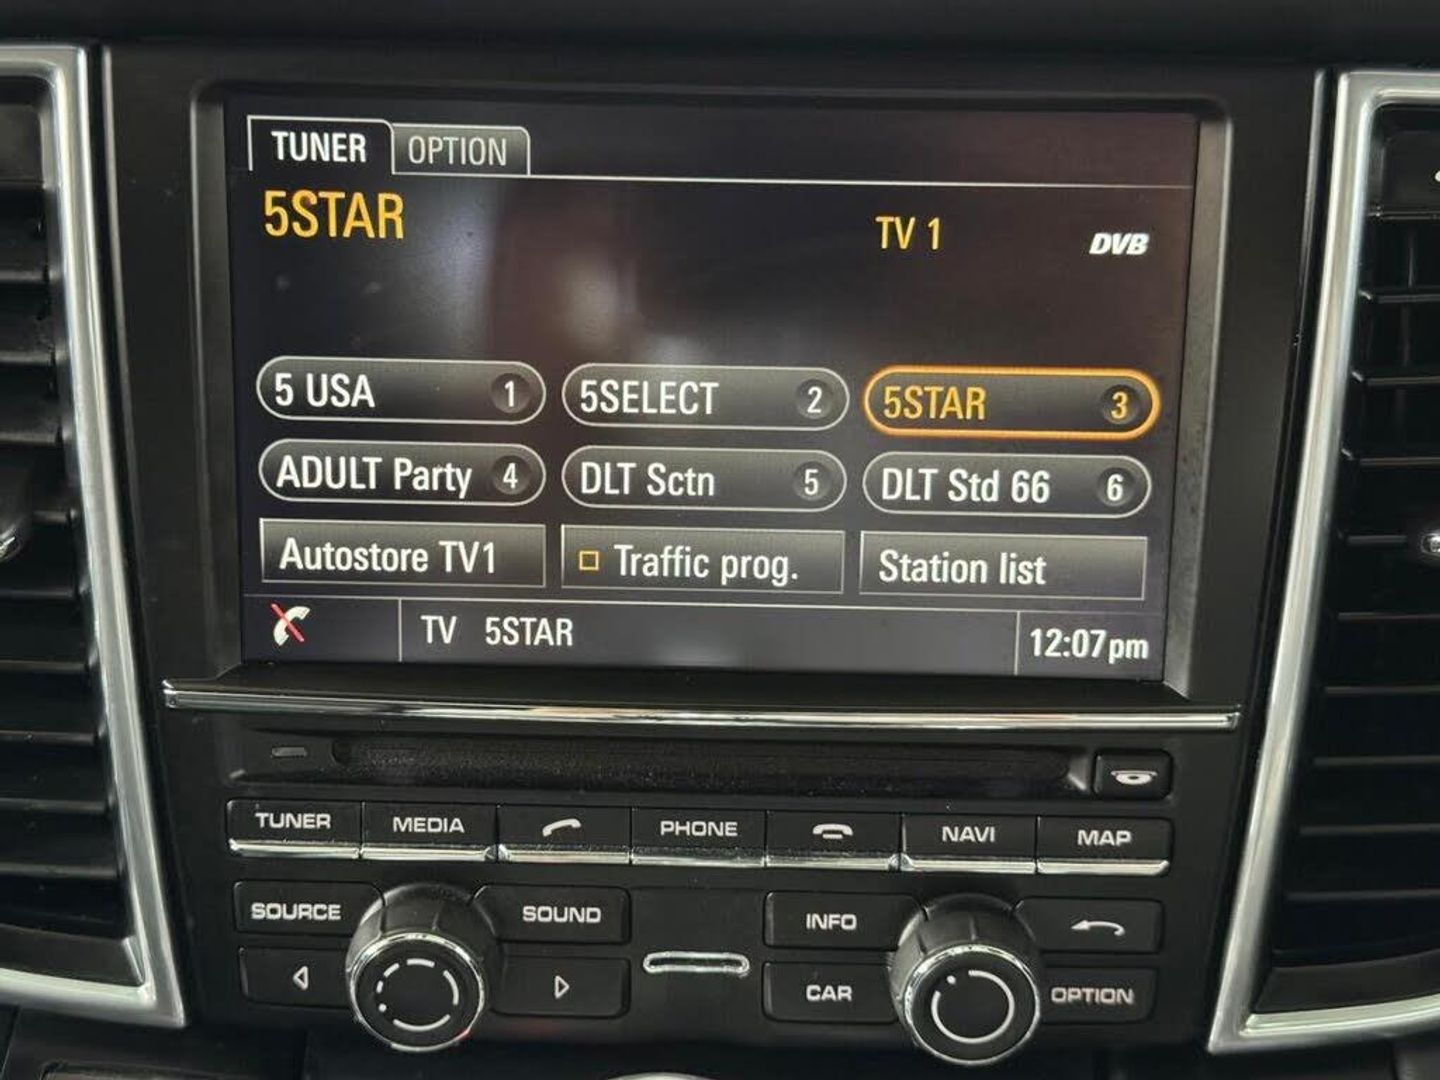 TUNER OPTION
5STAR TV 1 DVB
5 USA 1 5SELECT 2 5STAR 3
ADULT Party 4 DLT Sctn 5 DLT Std 66 6
Autostore TV1 Traffic prog. Station list
TV 5STAR 12:07pm
TUNER MEDIA PHONE NAVI MAP
SOURCE SOUND INFO
CAR OPTION